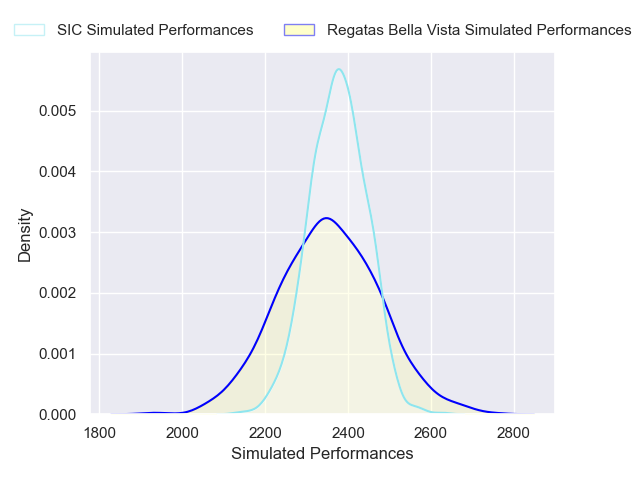 SIC Simulated Performances Regatas Bella Vista Simulated Performances
0.005
0.004
0.003
0.002
0.001
0.000
Density
1800 2000 2200 2400 2600 2800
Simulated Performances